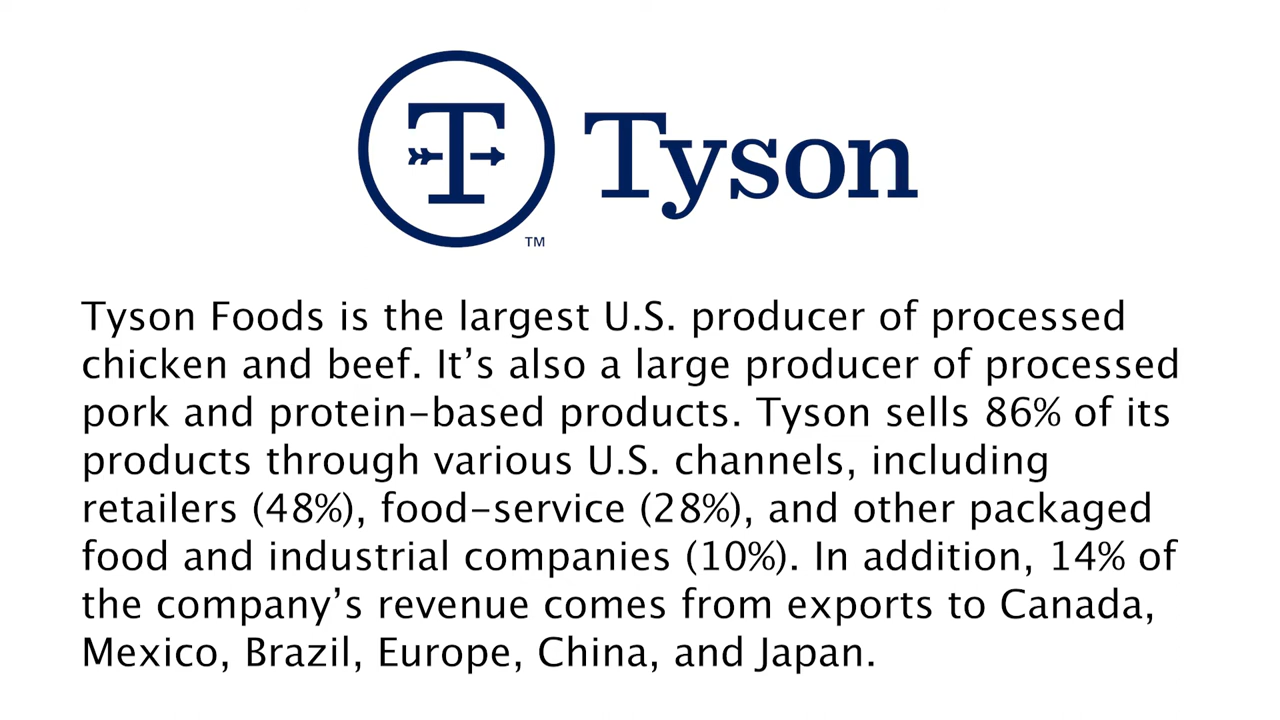 T Tyson
TM
Tyson Foods is the largest U.S. producer of processed
chicken and beef. It’s also a large producer of processed
pork and protein-based products. Tyson sells 86% of its
products through various U.S. channels, including
retailers (48%), food-service (28%), and other packaged
food and industrial companies (10%). In addition, 14% of
the company’s revenue comes from exports to Canada,
Mexico, Brazil, Europe, China, and Japan.